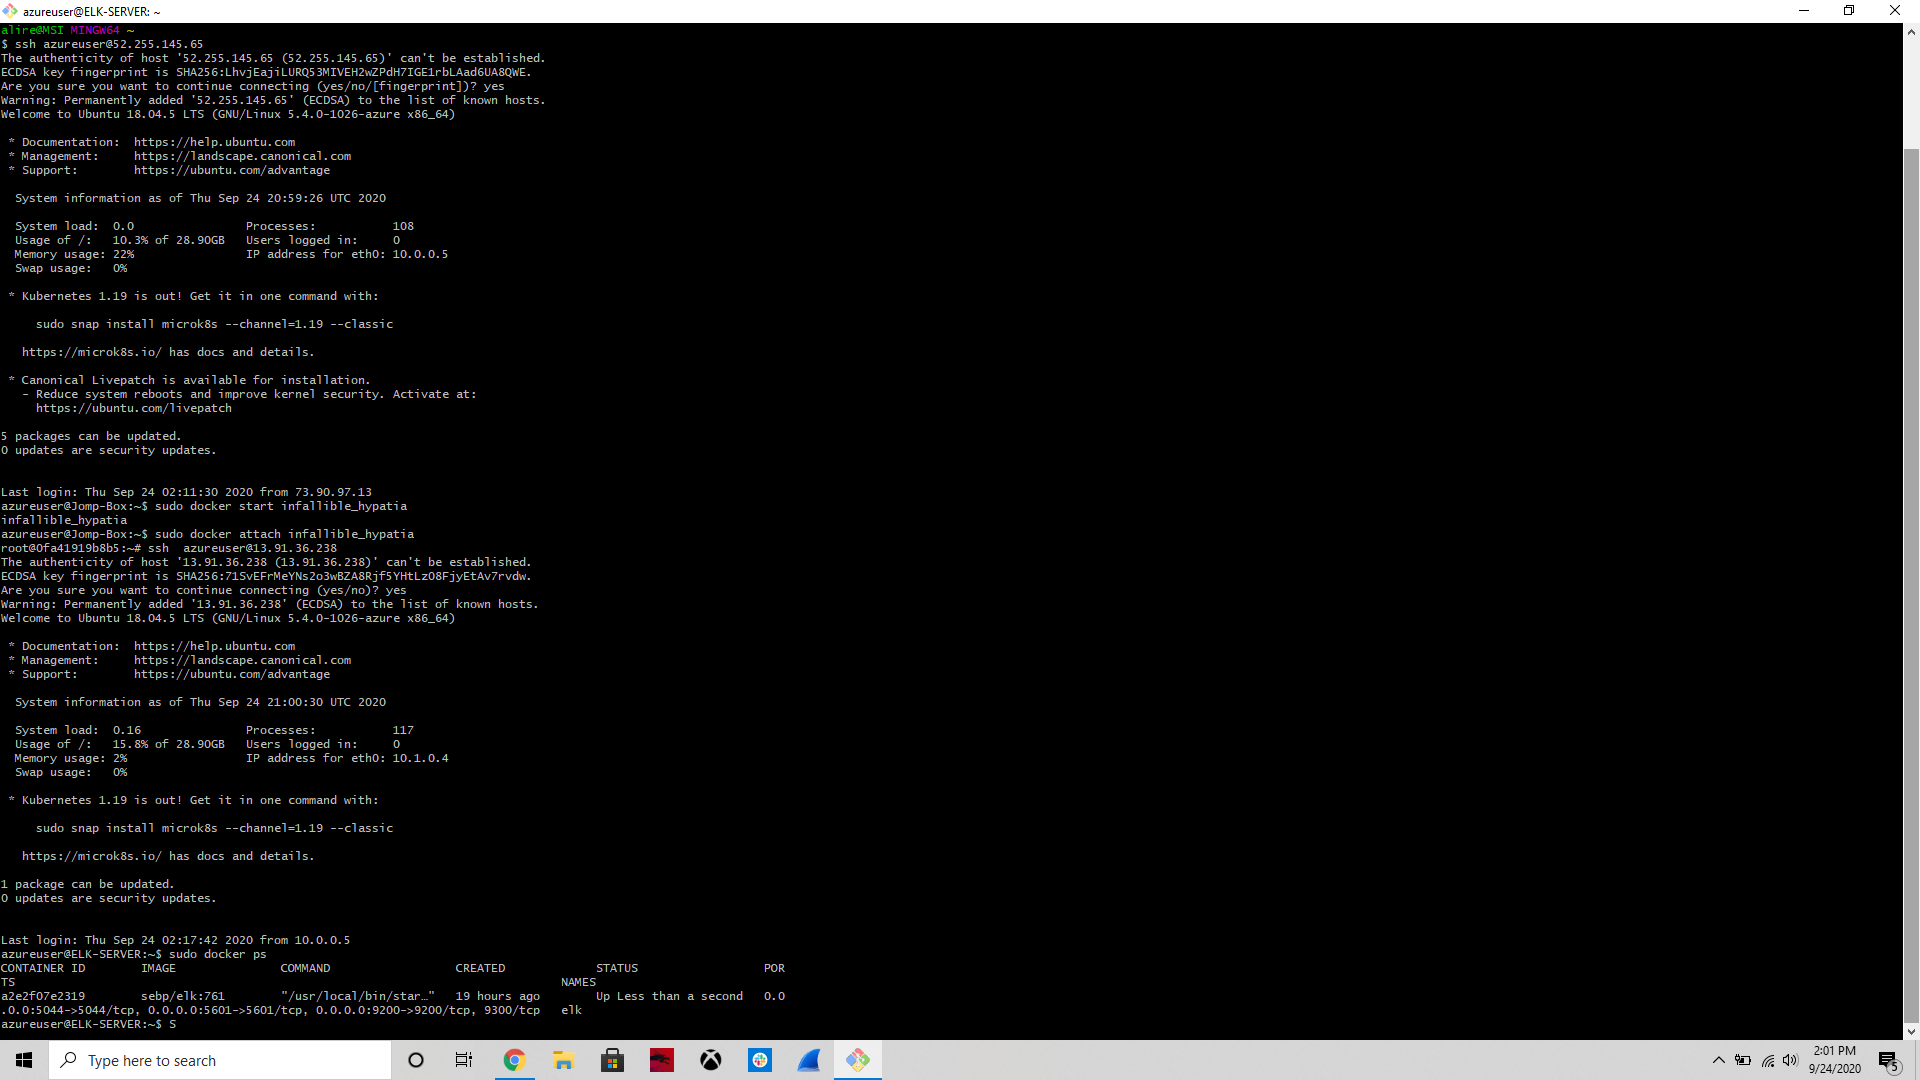 azureuser@ELK-SERVER: ~
alire@MSI MINGW64 ~
$ ssh azureuser@52.255.145.65
The authenticity of host '52.255.145.65 (52.255.145.65)' can't be established.
ECDSA key fingerprint is SHA256:LhvjEajiLURQ53MIVEH2wZPdH7IGE1rbLAad6UA8QWE.
Are you sure you want to continue connecting (yes/no/[fingerprint])? yes
Warning: Permanently added '52.255.145.65' (ECDSA) to the list of known hosts.
Welcome to Ubuntu 18.04.5 LTS (GNU/Linux 5.4.0-1026-azure x86_64)
* Documentation:  https://help.ubuntu.com
* Management:     https://landscape.canonical.com
* Support:        https://ubuntu.com/advantage
System information as of Thu Sep 24 20:59:26 UTC 2020
System load:  0.0                Processes:           108
Usage of /:   10.3% of 28.90GB   Users logged in:     0
Memory usage: 22%                IP address for eth0: 10.0.0.5
Swap usage:   0%
* Kubernetes 1.19 is out! Get it in one command with:
sudo snap install microk8s --channel=1.19 --classic
https://microk8s.io/ has docs and details.
* Canonical Livepatch is available for installation.
- Reduce system reboots and improve kernel security. Activate at:
https://ubuntu.com/livepatch
5 packages can be updated.
0 updates are security updates.
Last login: Thu Sep 24 02:11:30 2020 from 73.90.97.13
azureuser@Jomp-Box:~$ sudo docker start infallible_hypatia
infallible_hypatia
azureuser@Jomp-Box:~$ sudo docker attach infallible_hypatia
root@0fa41919b8b5:~# ssh  azureuser@13.91.36.238
The authenticity of host '13.91.36.238 (13.91.36.238)' can't be established.
ECDSA key fingerprint is SHA256:71SvEFrMeYNs2o3wBZA8Rjf5YHtLzO8FjyEtAv7rvdw.
Are you sure you want to continue connecting (yes/no)? yes
Warning: Permanently added '13.91.36.238' (ECDSA) to the list of known hosts.
Welcome to Ubuntu 18.04.5 LTS (GNU/Linux 5.4.0-1026-azure x86_64)
* Documentation:  https://help.ubuntu.com
* Management:     https://landscape.canonical.com
* Support:        https://ubuntu.com/advantage
System information as of Thu Sep 24 21:00:30 UTC 2020
System load:  0.16               Processes:           117
Usage of /:   15.8% of 28.90GB   Users logged in:     0
Memory usage: 2%                 IP address for eth0: 10.1.0.4
Swap usage:   0%
* Kubernetes 1.19 is out! Get it in one command with:
sudo snap install microk8s --channel=1.19 --classic
https://microk8s.io/ has docs and details.
1 package can be updated.
0 updates are security updates.
Last login: Thu Sep 24 02:17:42 2020 from 10.0.0.5
azureuser@ELK-SERVER:~$ sudo docker ps
CONTAINER ID        IMAGE               COMMAND                  CREATED             STATUS                  POR
TS                                                                              NAMES
a2e2f07e2319        sebp/elk:761        "/usr/local/bin/star…"   19 hours ago        Up Less than a second   0.0
.0.0:5044->5044/tcp, 0.0.0.0:5601->5601/tcp, 0.0.0.0:9200->9200/tcp, 9300/tcp   elk
azureuser@ELK-SERVER:~$ S
Type here to search
2:01 PM
9/24/2020
5